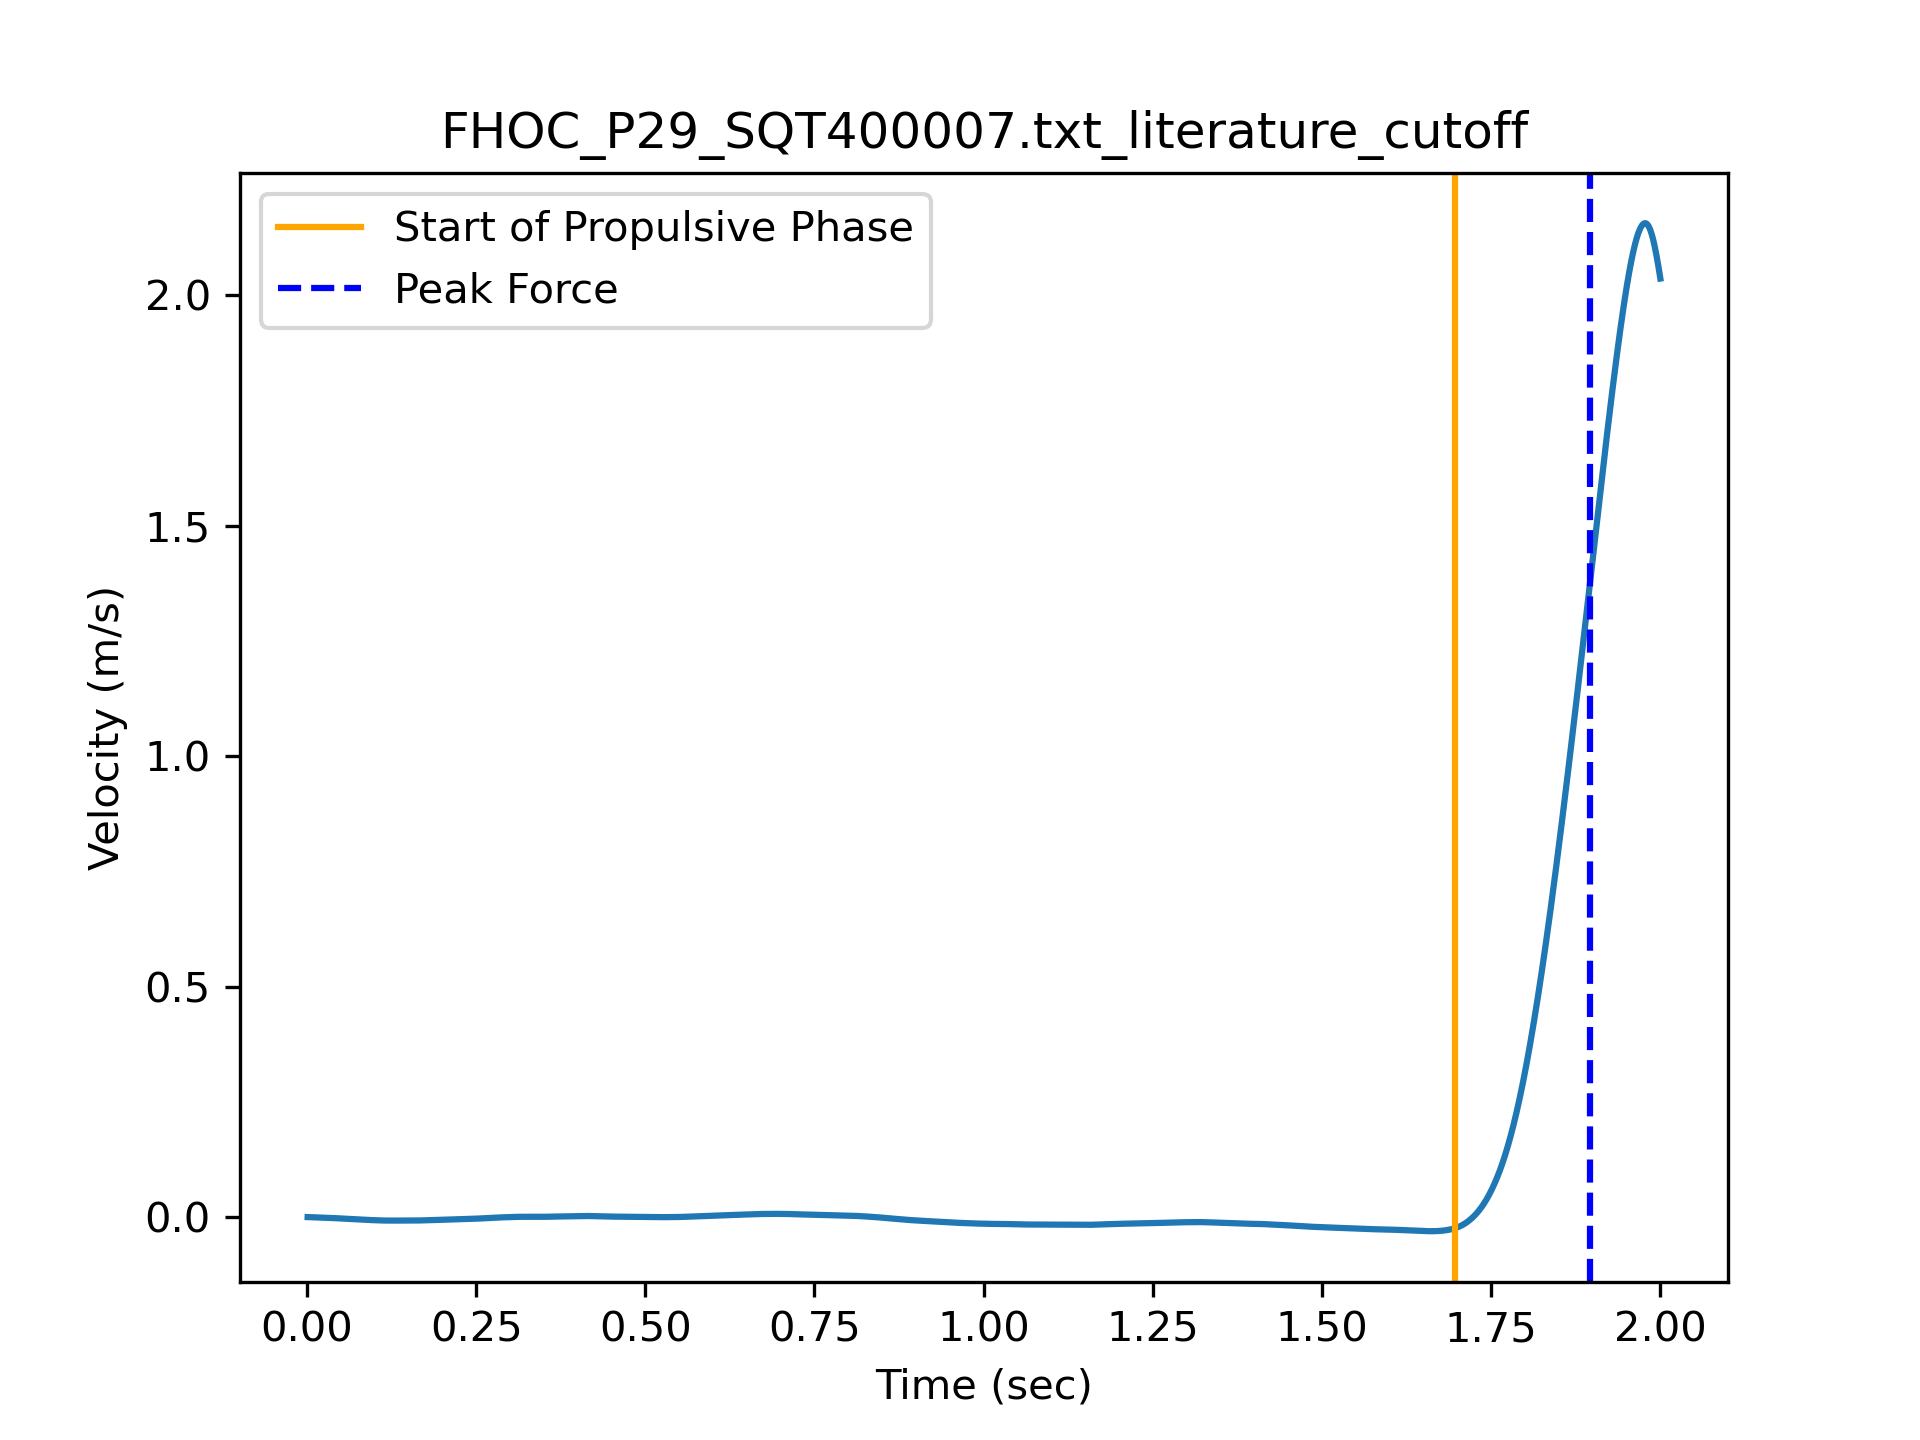 FHOC_P29_SQT400007.txt_literature_cutoff
Start of Propulsive Phase
Peak Force
2.0
1.5
1.0
0.5
0.0
Velocity (m/s)
0.00 0.25 0.50 0.75 1.00 1.25 1.50 1.75 2.00
Time (sec)